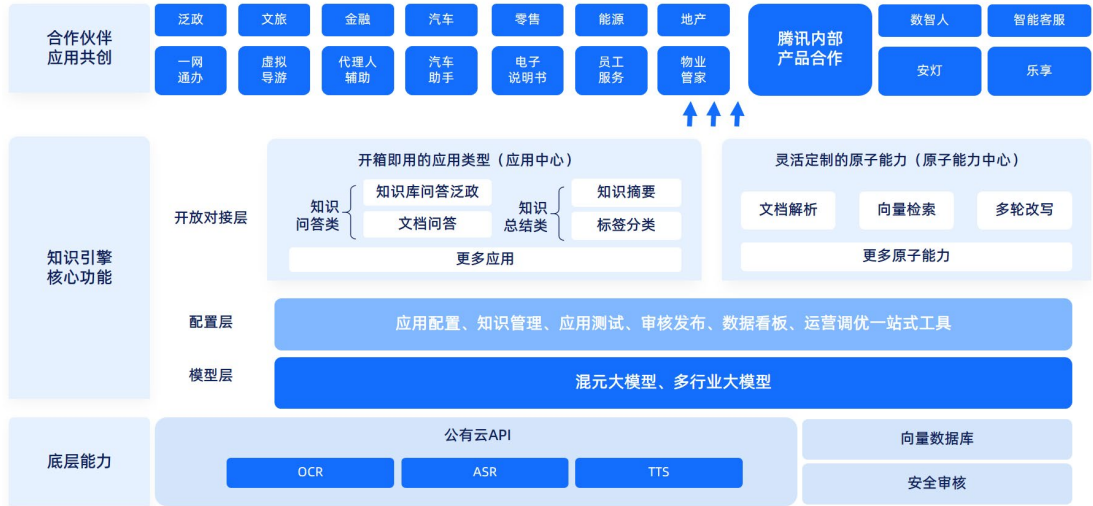 合作伙伴
应用共创
泛政
文旅
金融
汽车
零售
能源
地产
一网
通办
虚拟
导游
代理人
辅助
汽车
助手
电子
说明书
员工
服务
物业
管家
腾讯内部
产品合作
数智人
智能客服
安灯
乐享
知识引擎
核心功能
开放对接层
开箱即用的应用类型（应用中心）
知识
问答类
知识库问答泛政
文档问答
知识
总结类
知识摘要
标签分类
更多应用
灵活定制的原子能力（原子能力中心）
文档解析
向量检索
多轮改写
更多原子能力
配置层
应用配置、知识管理、应用测试、审核发布、数据看板、运营调优一站式工具
模型层
混元大模型、多行业大模型
底层能力
公有云API
OCR
ASR
TTS
向量数据库
安全审核